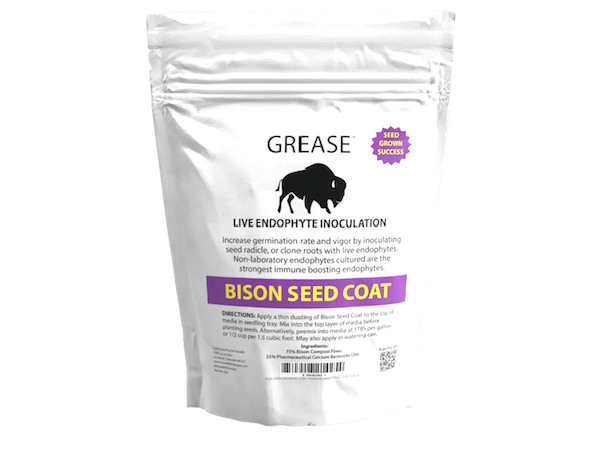 GREASE™
SEED
GROWN
SUCCESS
LIVE ENDOPHYTE INOCULATION
Increase germination rate and vigor by inoculating
seed radicle, or clone roots with live endophytes.
Non-laboratory endophytes cultured are the
strongest immune boosting endophytes.
BISON SEED COAT
DIRECTIONS: Apply a thin dusting of Bison Seed Coat to the top of
media in seedling tray. Mix into the top layer of media before
planting seeds. Alternatively, premix into media at 1TBS per gallon
or 1/2 cup per 1.5 cubic foot. May also apply in watering cars.
Ingredients:
75% Bison Compost Fines
25% Pharmaceutical Calcium Bentonite Clay